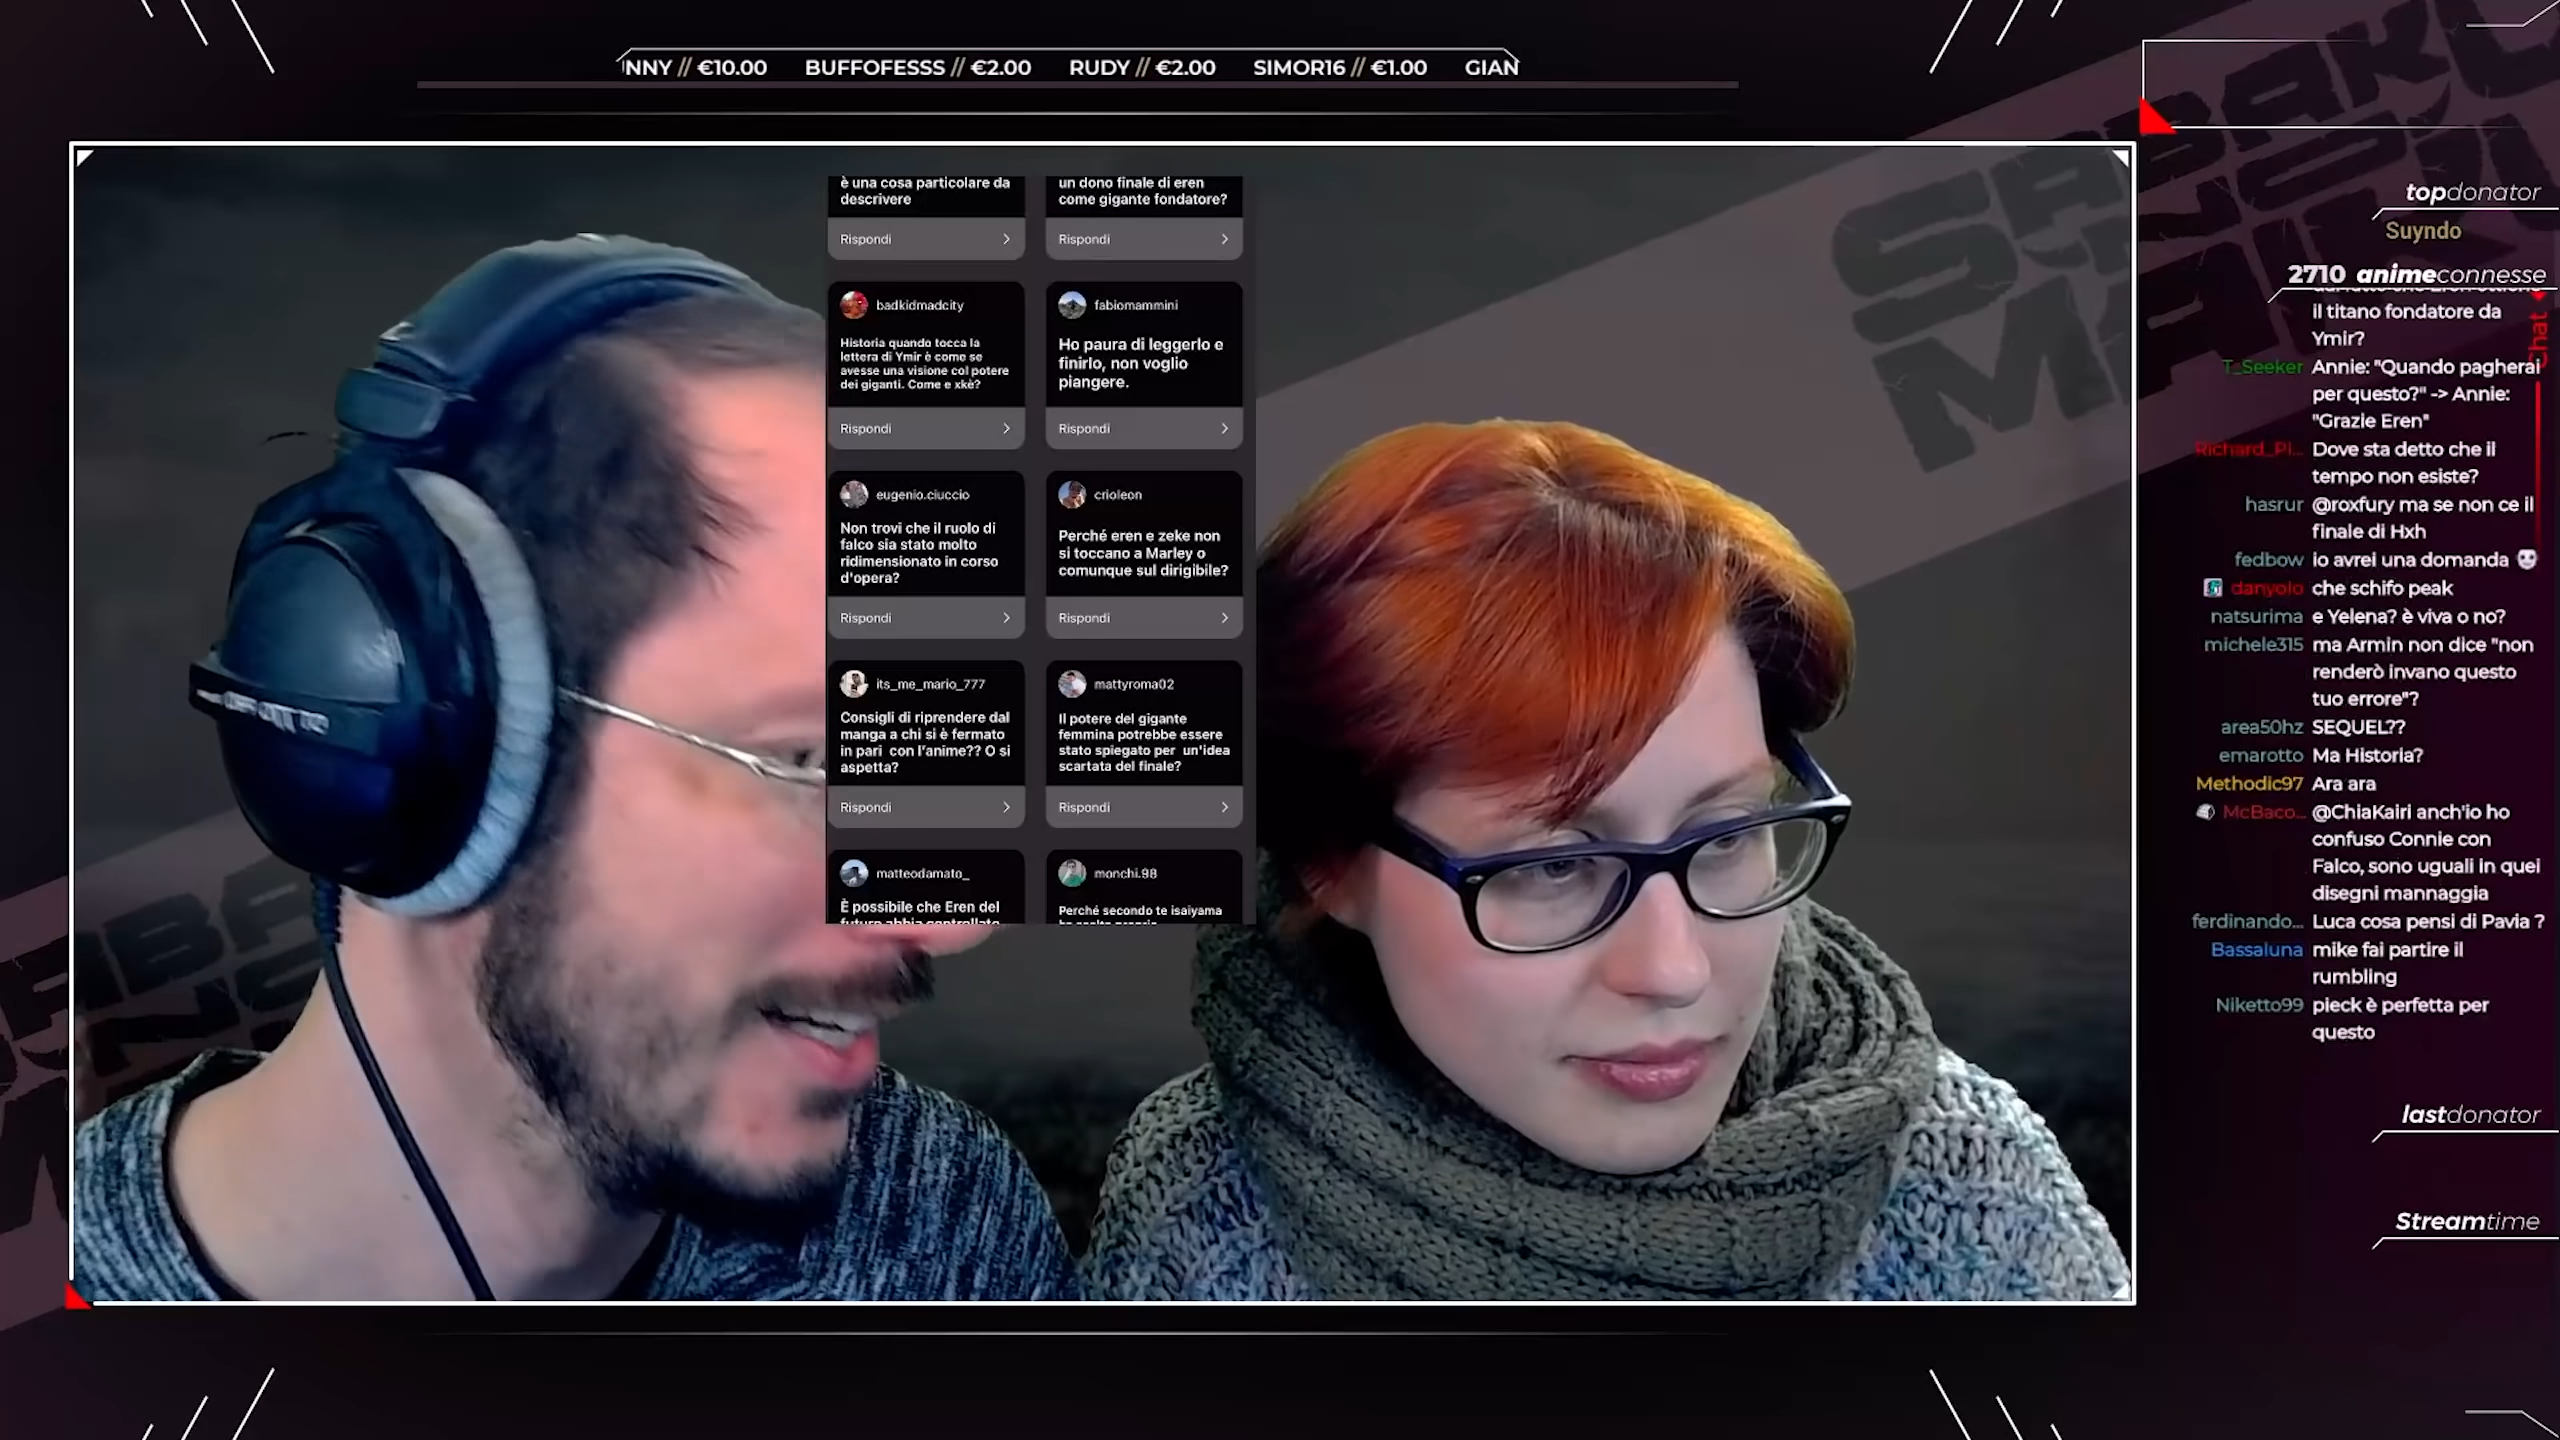 NNY // €10.00 BUFFOFESSS // €2.00 RUDY // €2.00 SIMOR16 // €1.00 GIAN
è una cosa particolare da
descrivere
Rispondi
un dono finale di eren
come gigante fondatore?
Rispondi
badkidmadcity
Historia quando tocca la
lettera di Ymir è come se
avesse una visione col potere
dei giganti. Come e xkè?
Rispondi
fabiomammini
Ho paura di leggerlo e
finirlo, non voglio
piangere.
Rispondi
eugenio.ciuccio
Non trovi che il ruolo di
falco sia stato molto
ridimensionato in corso
d'opera?
Rispondi
crioleon
Perché eren e zeke non
si toccano a Marley o
comunque sul dirigibile?
Rispondi
its_me_mario_777
Consigli di riprendere dal
manga a chi si è fermato
in pari con l'anime?? O si
aspetta?
Rispondi
mattyroma02
Il potere del gigante
femmina potrebbe essere
stato spiegato per un'idea
scartata del finale?
Rispondi
matteodamato_
È possibile che Eren del
futuro abbia controllato
monchi.98
Perché secondo te isaiyama
SABAKU
NO
MAIKU
topdonator
Suyndo
2710 animeconnesse
Chat
il titano fondatore da
Ymir?
T_Seeker Annie: "Quando pagherai
per questo?" -> Annie:
"Grazie Eren"
Richard_Pl... Dove sta detto che il
tempo non esiste?
hasrur @roxfury ma se non ce il
finale di Hxh
fedbow io avrei una domanda
danyolo che schifo peak
natsurima e Yelena? è viva o no?
michele315 ma Armin non dice "non
renderò invano questo
tuo errore"?
area50hz SEQUEL??
emarotto Ma Historia?
Methodic97 Ara ara
McBaco... @ChiaKairi anch'io ho
confuso Connie con
Falco, sono uguali in quei
disegni mannaggia
ferdinando... Luca cosa pensi di Pavia ?
Bassaluna mike fai partire il
rumbling
Niketto99 pieck è perfetta per
questo
lastdonator
Streamtime